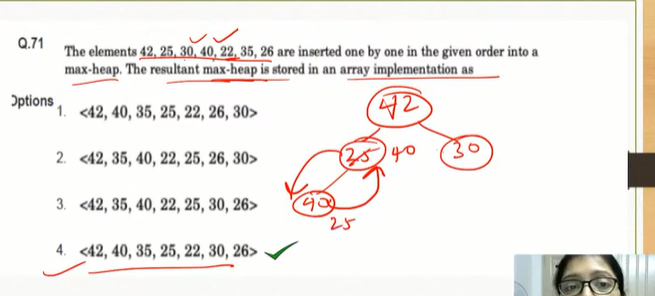 Q.71
The elements 42, 25, 30, 40, 22, 35, 26 are inserted one by one in the given order into a
max-heap. The resultant max-heap is stored in an array implementation as
Options
1. <42, 40, 35, 25, 22, 26, 30>
2. <42, 35, 40, 22, 25, 26, 30>
3. <42, 35, 40, 22, 25, 30, 26>
4. <42, 40, 35, 25, 22, 30, 26>
42
25 40 30
40
25